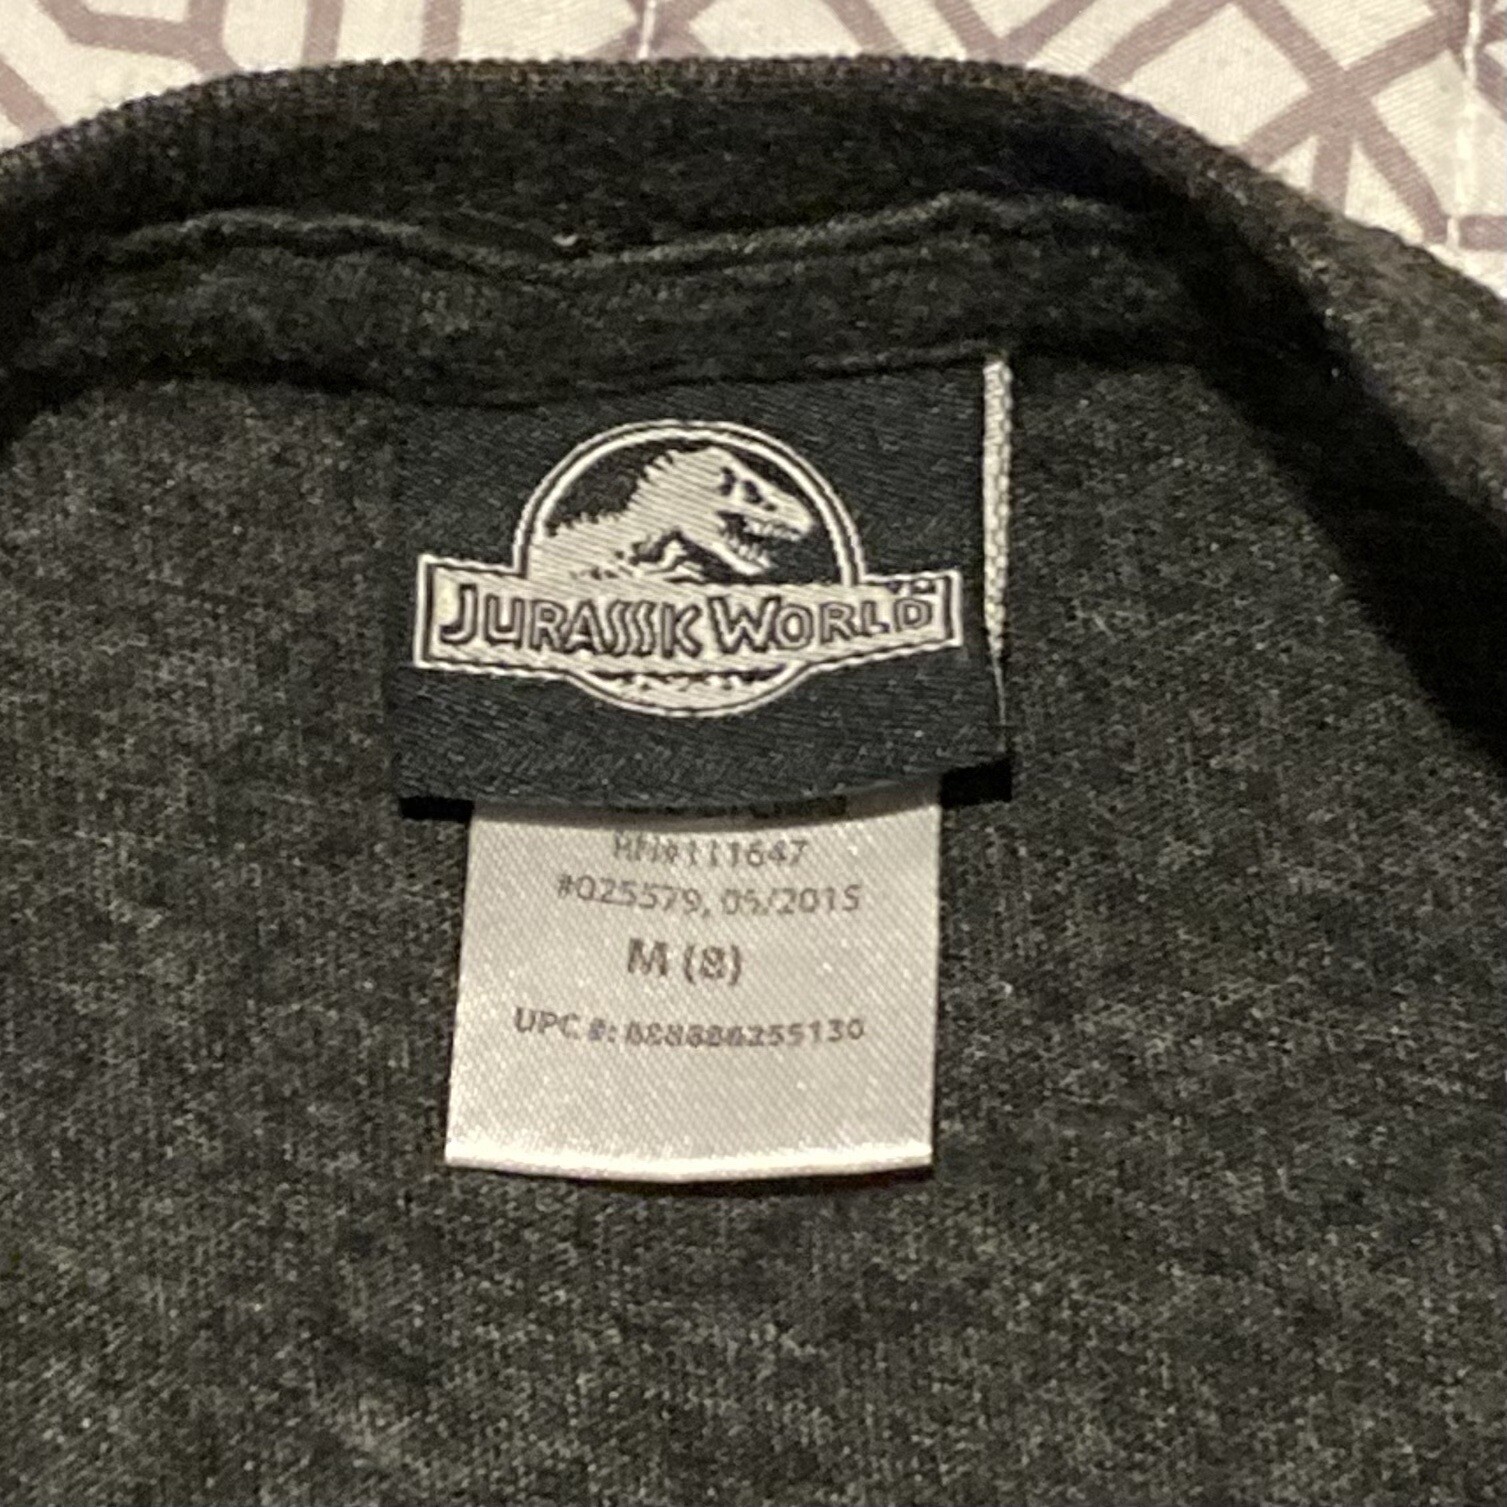 JURASSIC WORLD
RN#111647
#025579, 05/2015
M (8)
UPC #: